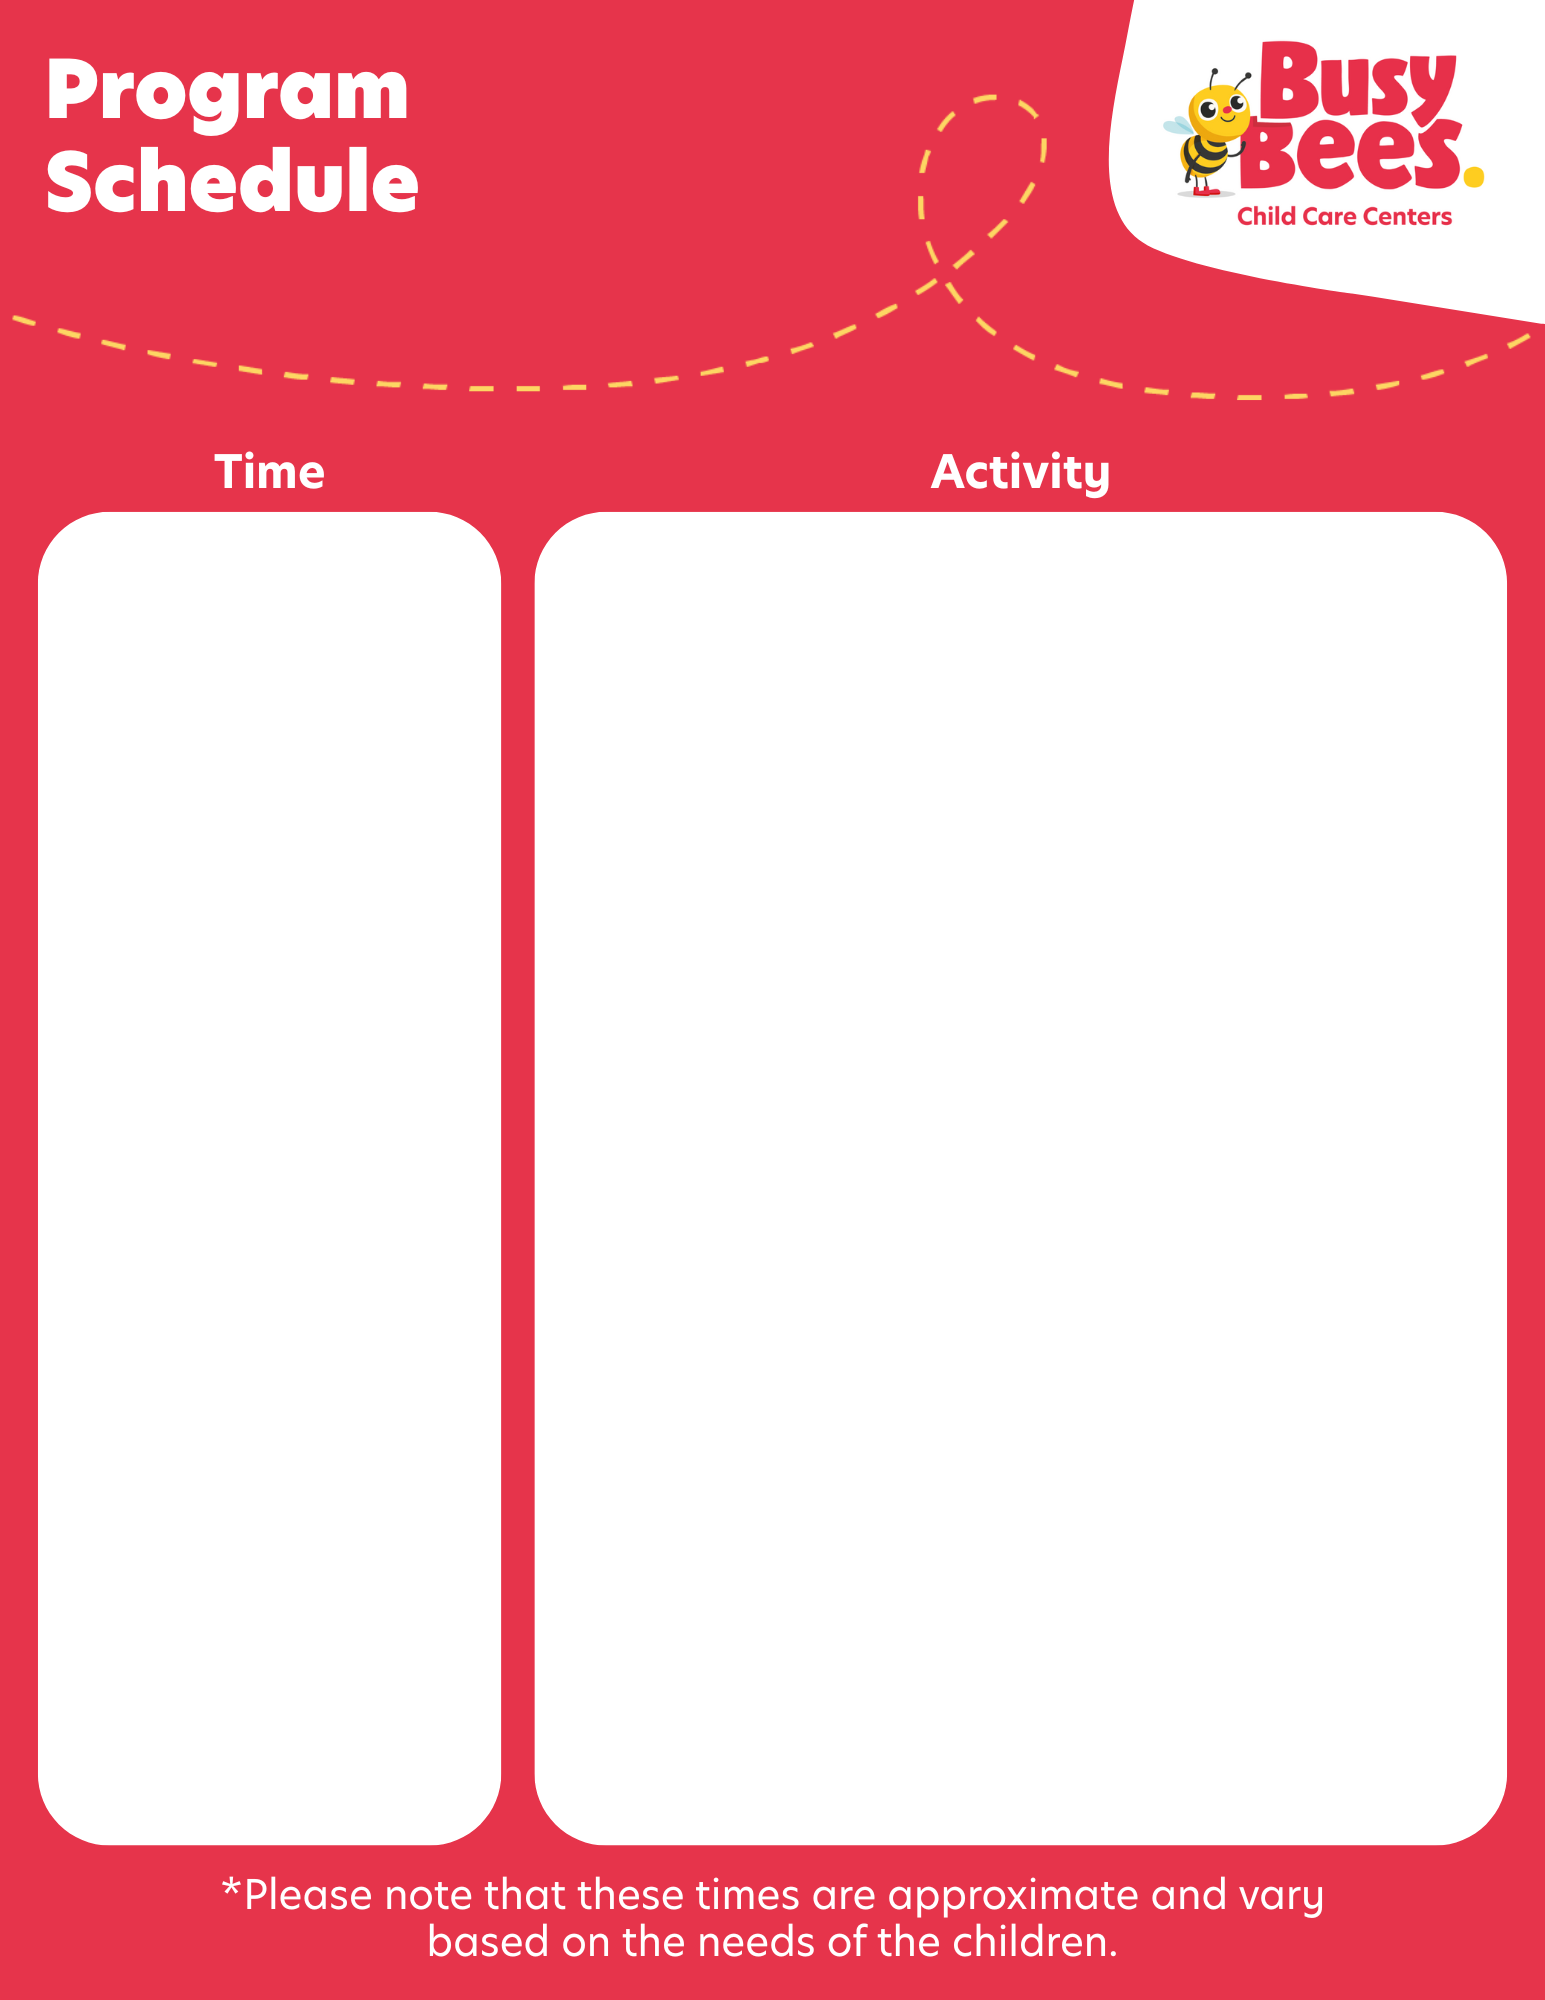 Program
Schedule
Busy
Bees.
Child Care Centers
Time
Activity
*Please note that these times are approximate and vary
based on the needs of the children.